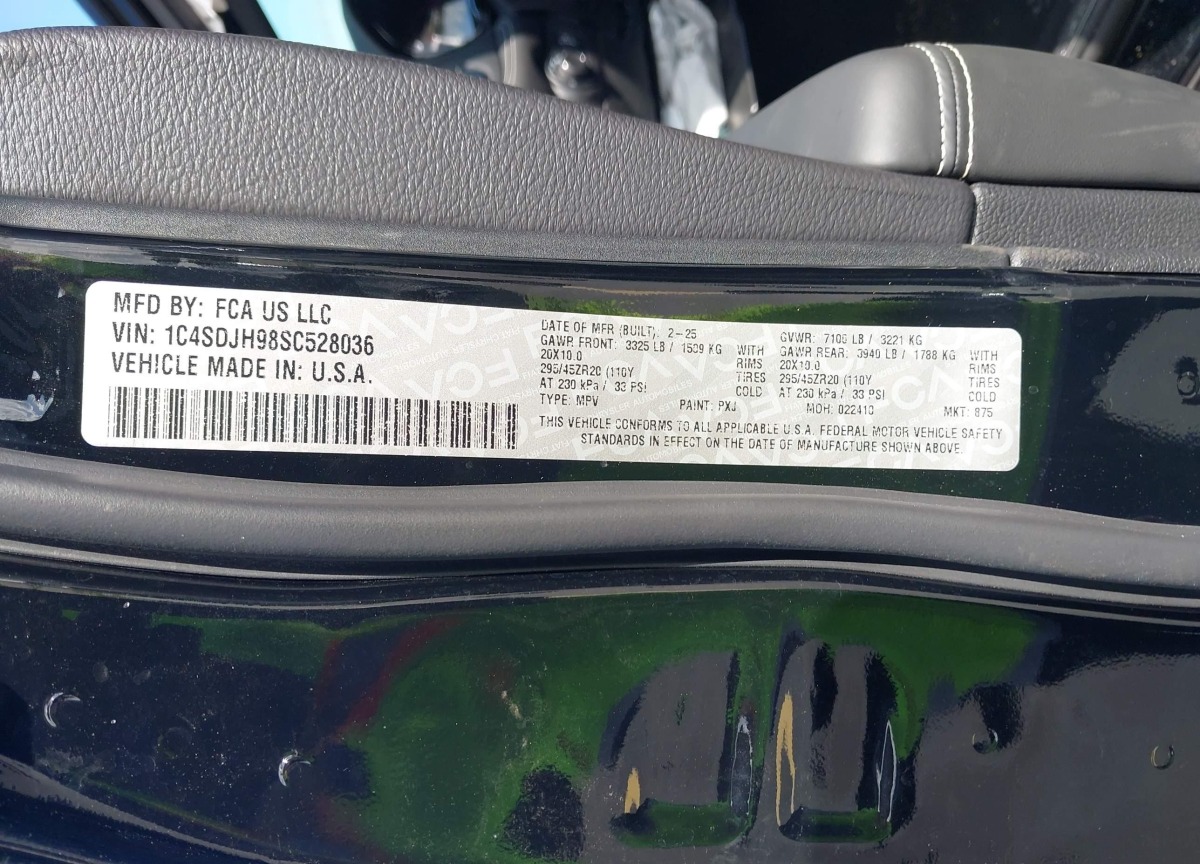 MFD BY: FCA US LLC
VIN: 1C4SDJH98SC528036
VEHICLE MADE IN: U.S.A.
DATE OF MFR (BUILT): 2-25
GAWR FRONT: 3325 LB / 1509 KG WITH
20X10.0 RIMS
295/45ZR20 (110Y TIRES
AT 230 kPa / 33 PSI COLD
TYPE: MPV PAINT: PXJ
GVWR: 7105 LB / 3221 KG
GAWR REAR: 3940 LB / 1788 KG WITH
20X10.0 RIMS
295/45ZR20 (110Y TIRES
AT 230 kPa / 33 PSI COLD
MOH: 022410 MKT: 875
THIS VEHICLE CONFORMS TO ALL APPLICABLE U.S.A. FEDERAL MOTOR VEHICLE SAFETY
STANDARDS IN EFFECT ON THE DATE OF MANUFACTURE SHOWN ABOVE.